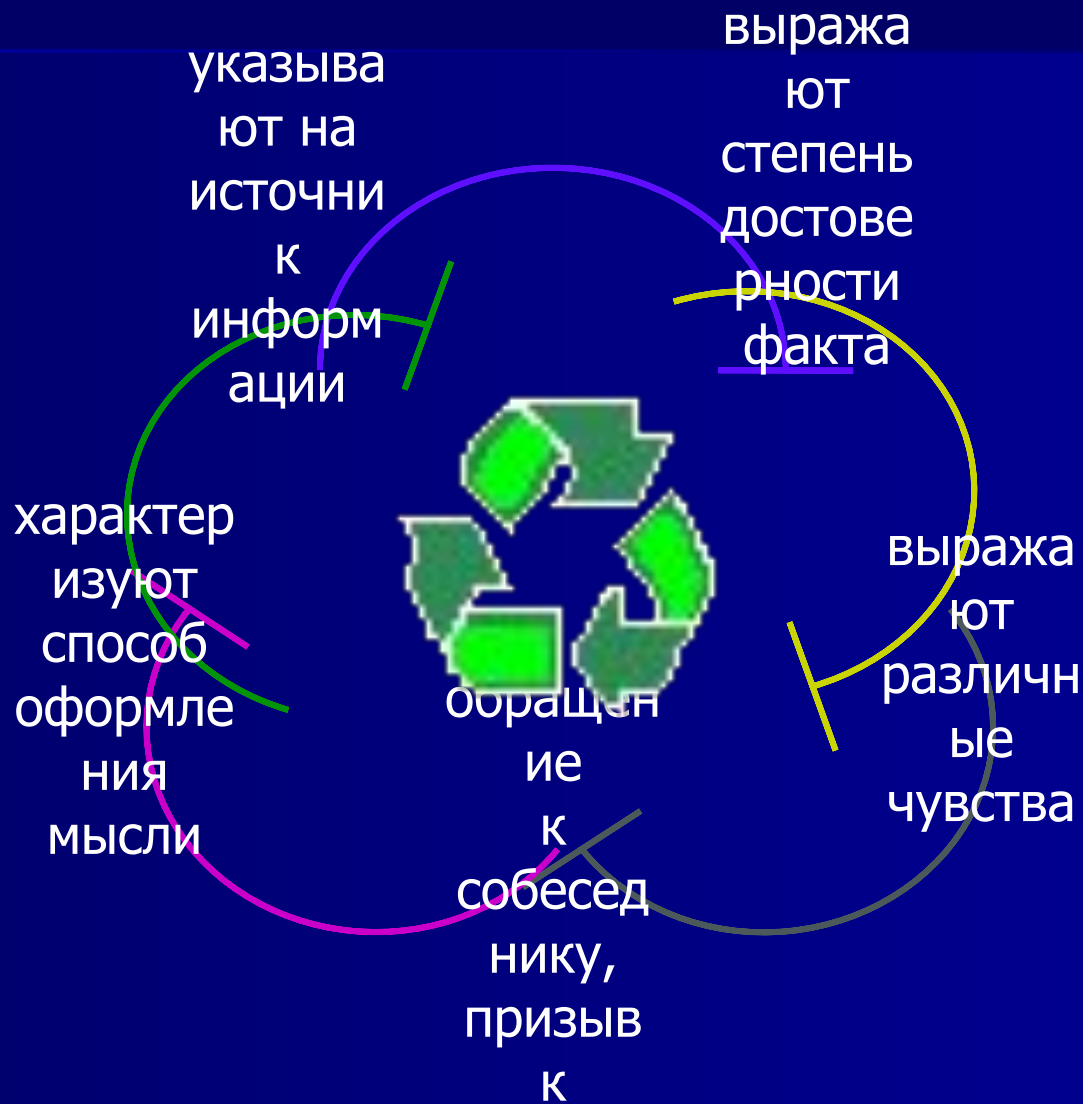 указыва
ют на
источни
к
информ
ации
выража
ют
степень
достове
рности
факта
характер
изуют
способ
оформле
ния
мысли
обращен
ие
к
собесед
нику,
призыв
к
выража
ют
различн
ые
чувства